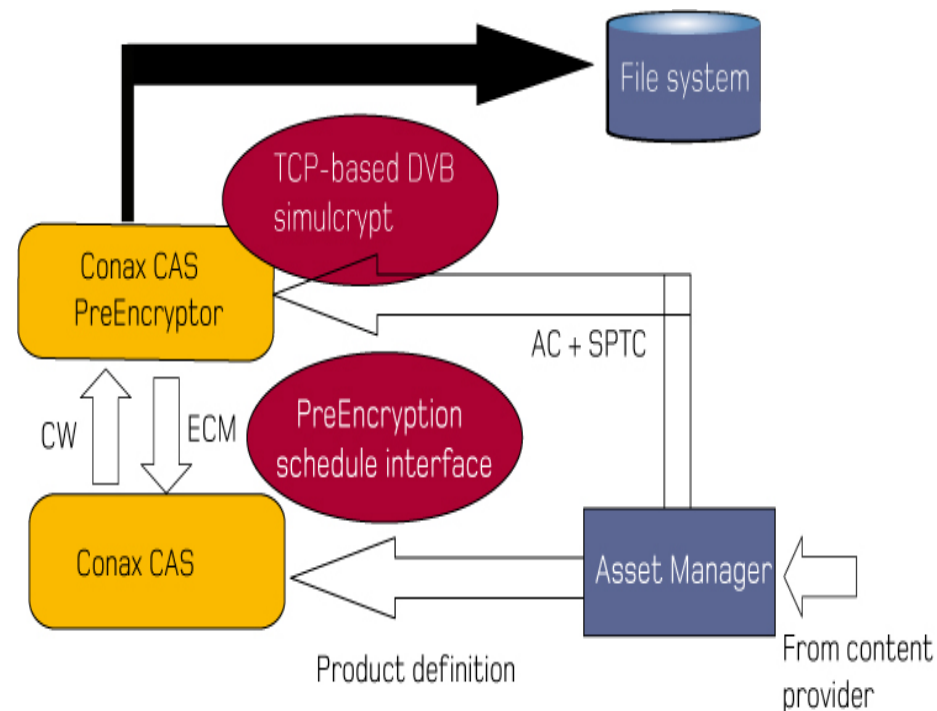 File system
TCP-based DVB
simulcrypt
Conax CAS
PreEncryptor
AC + SPTC
CW
ECM
PreEncryption
schedule interface
Conax CAS
Asset Manager
Product definition
From content
provider